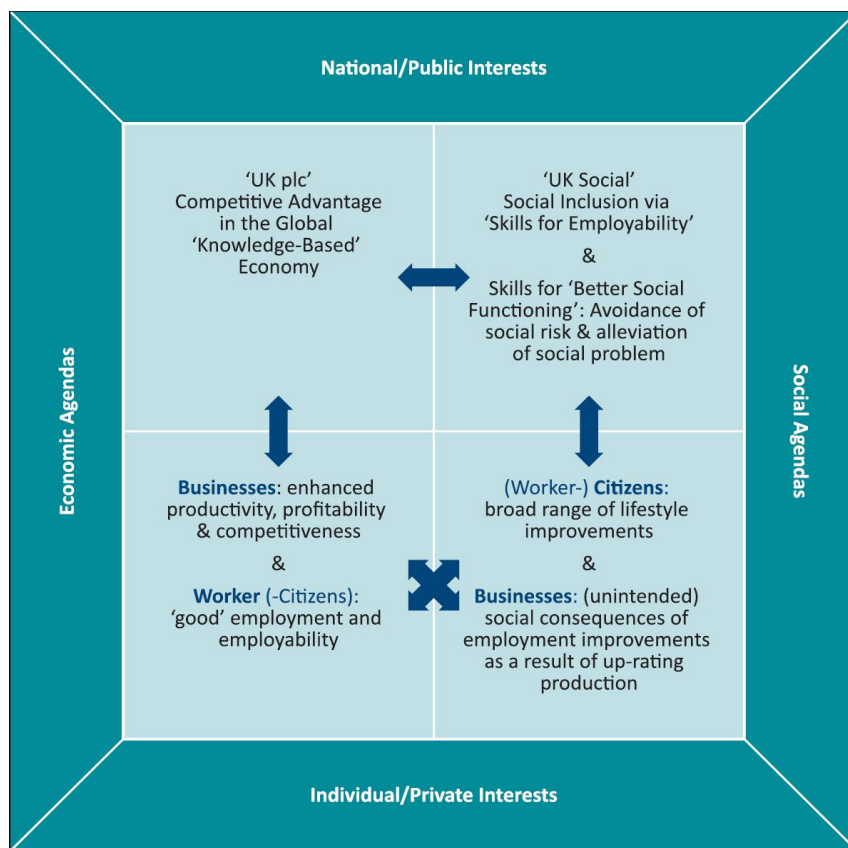 National/Public Interests
Economic Agendas
‘UK plc’
Competitive Advantage
in the Global
‘Knowledge-Based’
Economy
‘UK Social’
Social Inclusion via
‘Skills for Employability’
&
Skills for ‘Better Social
Functioning’: Avoidance of
social risk & alleviation
of social problem
Social Agendas
Businesses: enhanced
productivity, profitability
& competitiveness
&
Worker (-Citizens):
‘good’ employment and
employability
(Worker-) Citizens:
broad range of lifestyle
improvements
&
Businesses: (unintended)
social consequences of
employment improvements
as a result of up-rating
production
Individual/Private Interests